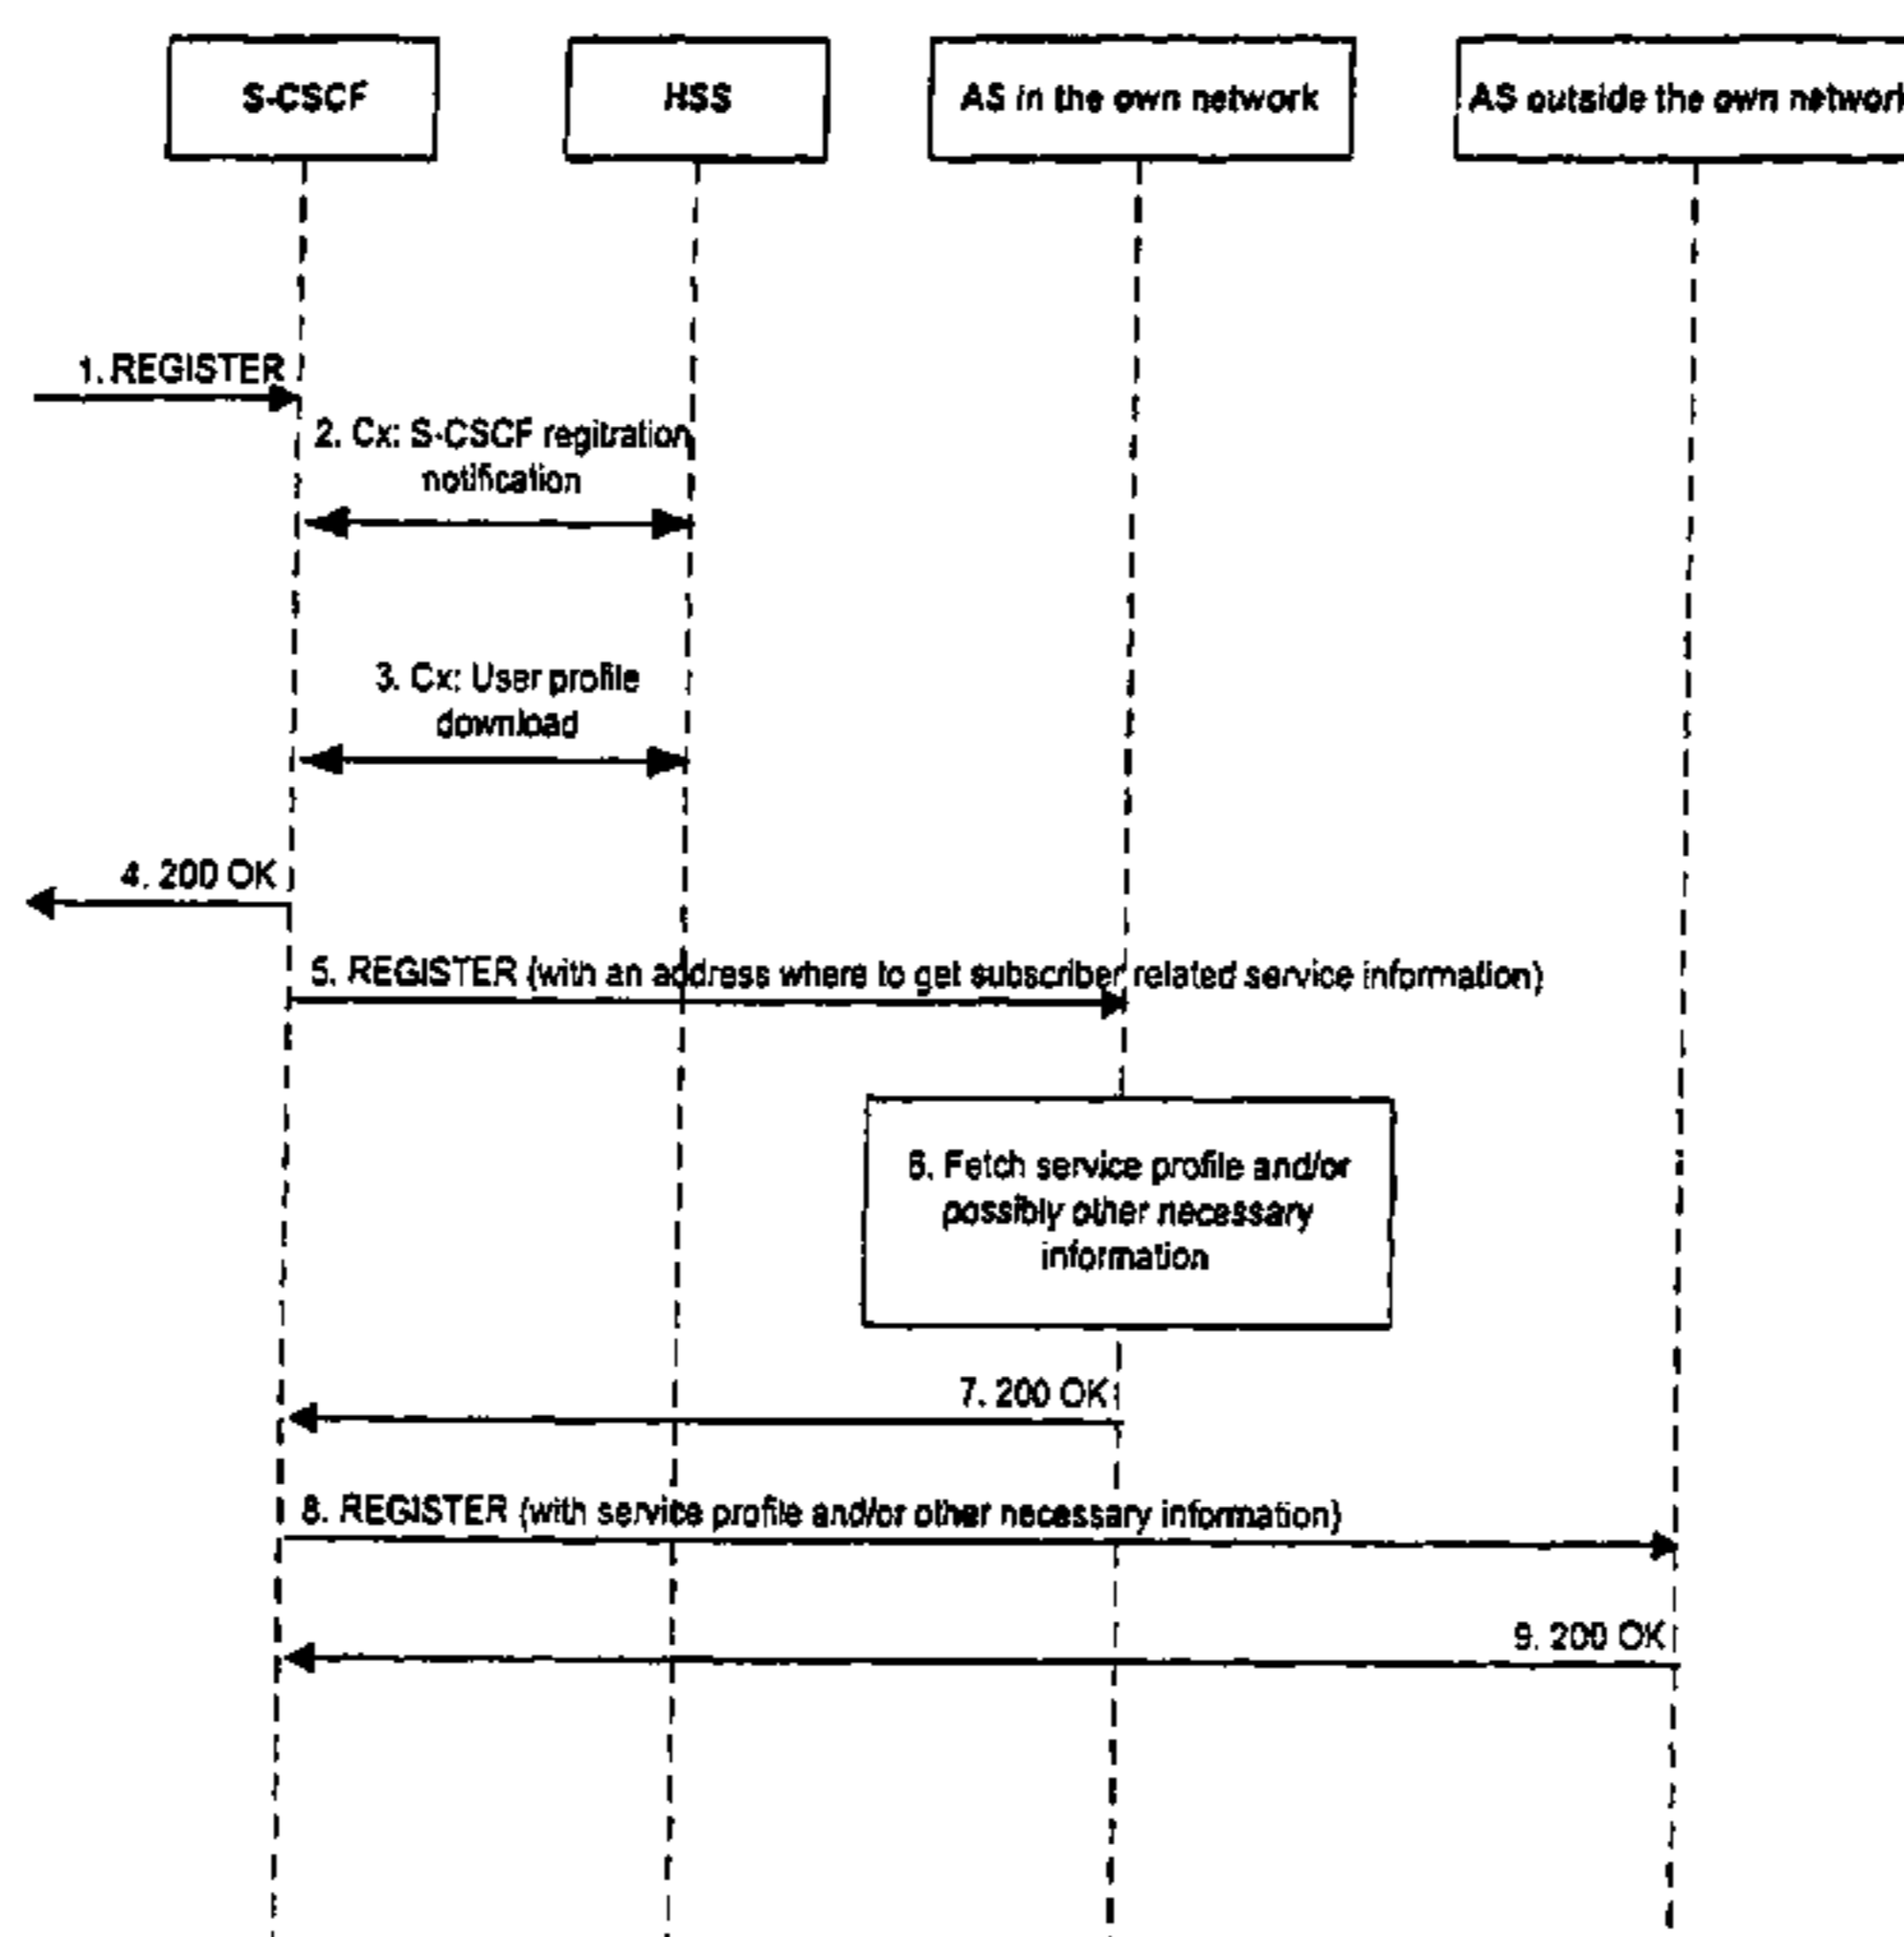 S-CSCF
HSS
AS in the own network
AS outside the own network
1. REGISTER
2. Cx: S-CSCF regitration
notification
3. Cx: User profile
download
4. 200 OK
5. REGISTER (with an address where to get subscriber related service information)
6. Fetch service profile and/or
possibly other necessary
information
7. 200 OK
8. REGISTER (with service profile and/or other necessary information)
9. 200 OK